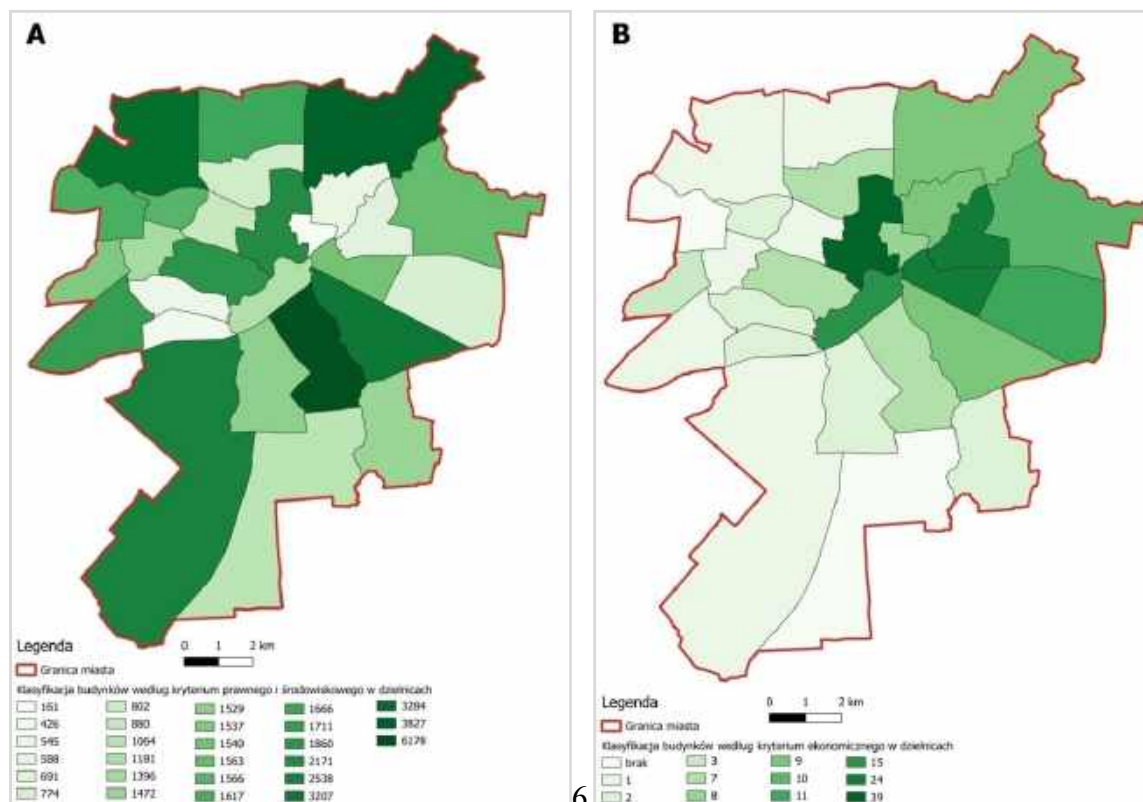 A
Legenda
0 1 2 km
Granica miasta
Klasyfikacja budynków według kryterium prawnego i środowiskowego w dzielnicach
161 802 1529 1666 3284
426 880 1537 1711 3827
545 1064 1540 1860 6178
588 1181 1563 2171
691 1396 1566 2538
774 1472 1617 3207
6
B
Legenda
0 1 2 km
Granica miasta
Klasyfikacja budynków według kryterium ekonomicznego w dzielnicach
brak 3 9 15
1 7 10 24
2 8 11 39